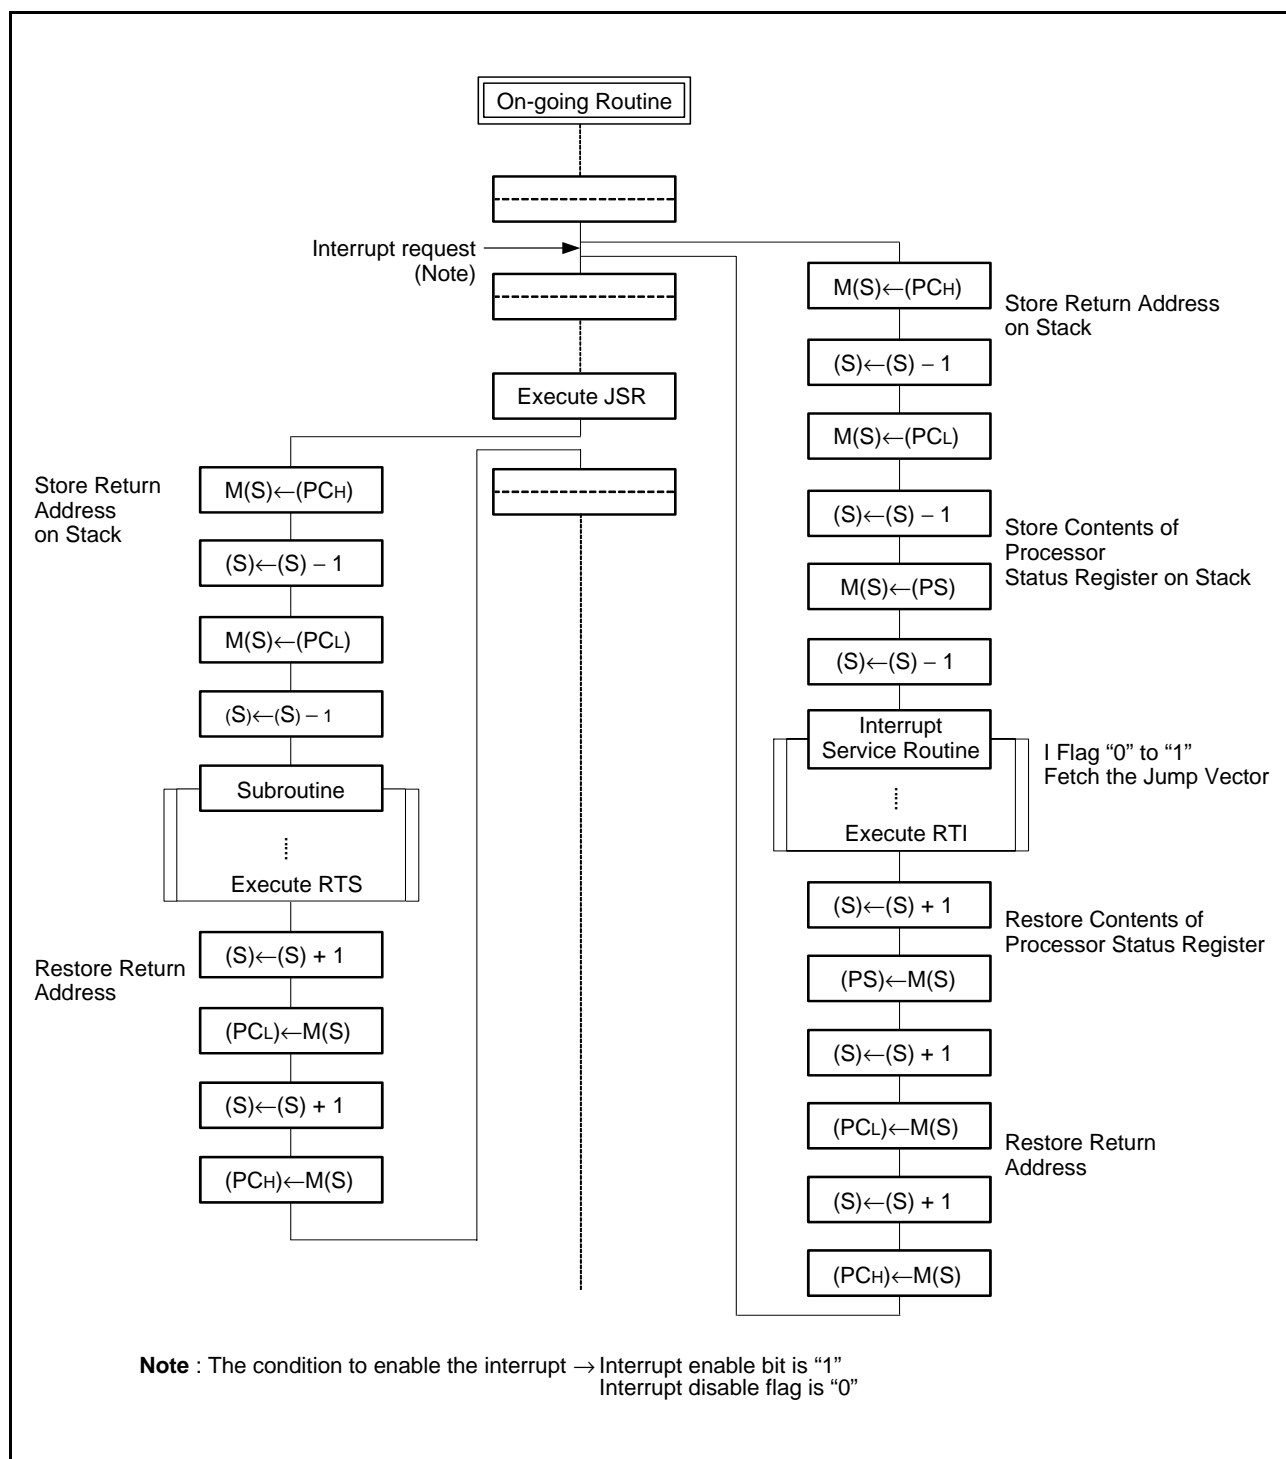 On-going Routine
Interrupt request
(Note)
Execute JSR
Store Return
Address
on Stack
M(S)←(PCH)
(S)←(S) – 1
M(S)←(PCL)
(S)←(S) – 1
Subroutine
Execute RTS
Restore Return
Address
(S)←(S) + 1
(PCL)←M(S)
(S)←(S) + 1
(PCH)←M(S)
M(S)←(PCH)
Store Return Address
on Stack
(S)←(S) – 1
M(S)←(PCL)
(S)←(S) – 1
Store Contents of
Processor
Status Register on Stack
M(S)←(PS)
(S)←(S) – 1
Interrupt
Service Routine
I Flag “0” to “1”
Fetch the Jump Vector
Execute RTI
(S)←(S) + 1
Restore Contents of
Processor Status Register
(PS)←M(S)
(S)←(S) + 1
(PCL)←M(S)
Restore Return
Address
(S)←(S) + 1
(PCH)←M(S)
Note : The condition to enable the interrupt → Interrupt enable bit is “1”
Interrupt disable flag is “0”